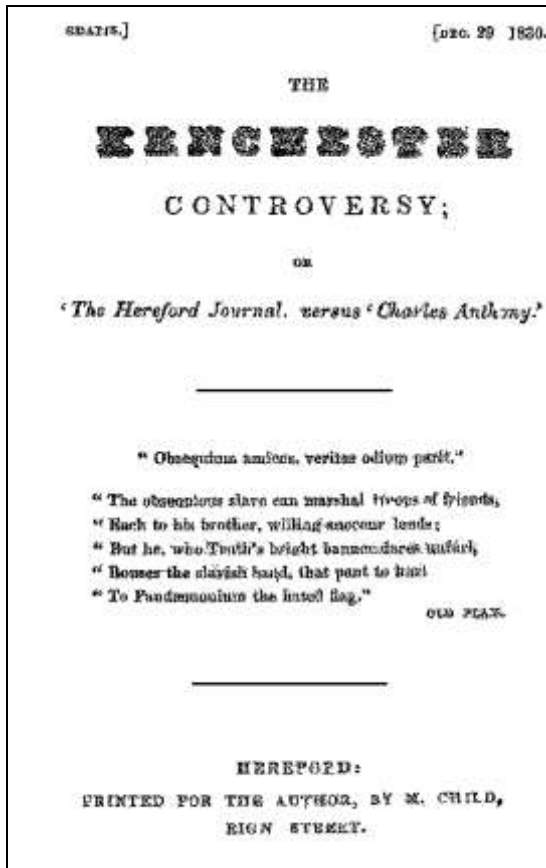 GRATIS.] [DEC. 29 1830.
THE
KENCHESTER
CONTROVERSY;
OR
‘The Hereford Journal. versus ‘Charles Anthony.’
“ Obsequium amicos, veritas odium parit.”
“ The obsequious slave can marshal troops of friends,
“ Each to his brother, willing succour lends;
“ But he, who Truth's bright banner dares unfurl,
“ Rouses the slavish band, that pant to hurl
“ To Pandæmonium the hated flag.”
OLD PLAY.
HEREFORD:
PRINTED FOR THE AUTHOR, BY M. CHILD,
EIGN STREET.